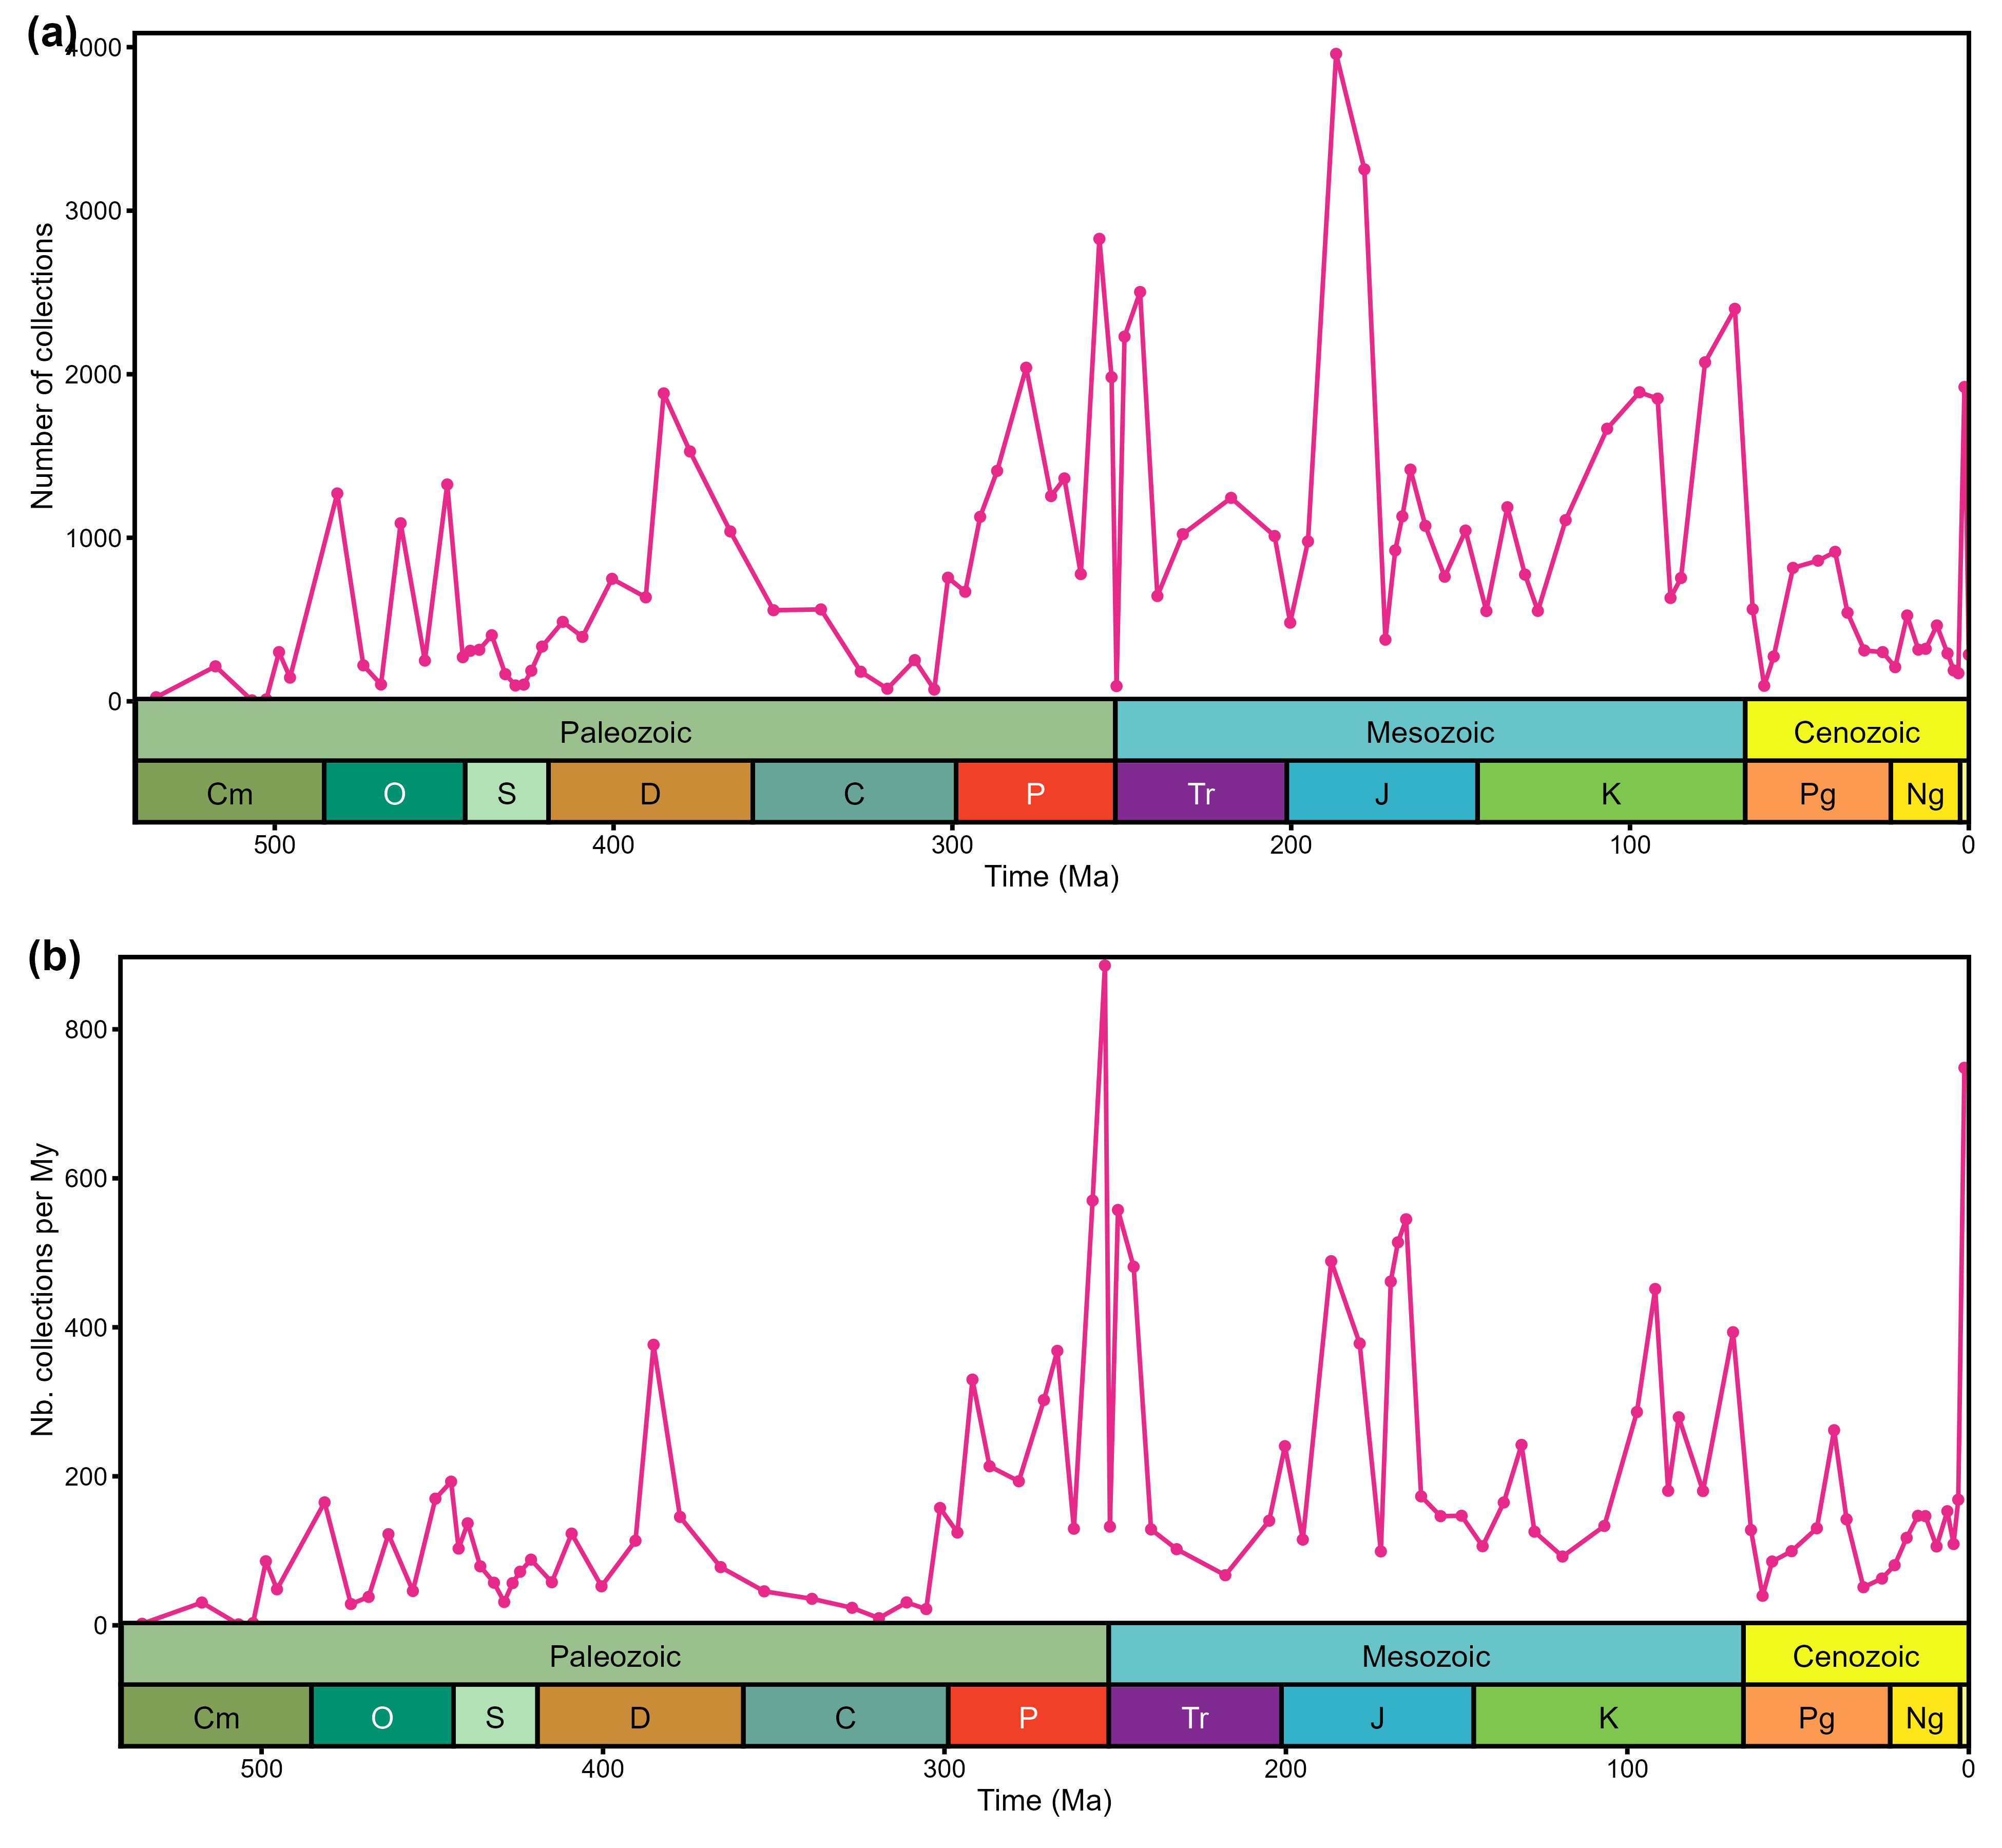 (a)
4000
3000
2000
1000
0
Number of collections
Paleozoic Mesozoic Cenozoic
Cm O S D C P Tr J K Pg Ng
500 400 300 200 100 0
Time (Ma)
(b)
800
600
400
200
0
Nb. collections per My
Paleozoic Mesozoic Cenozoic
Cm O S D C P Tr J K Pg Ng
500 400 300 200 100 0
Time (Ma)